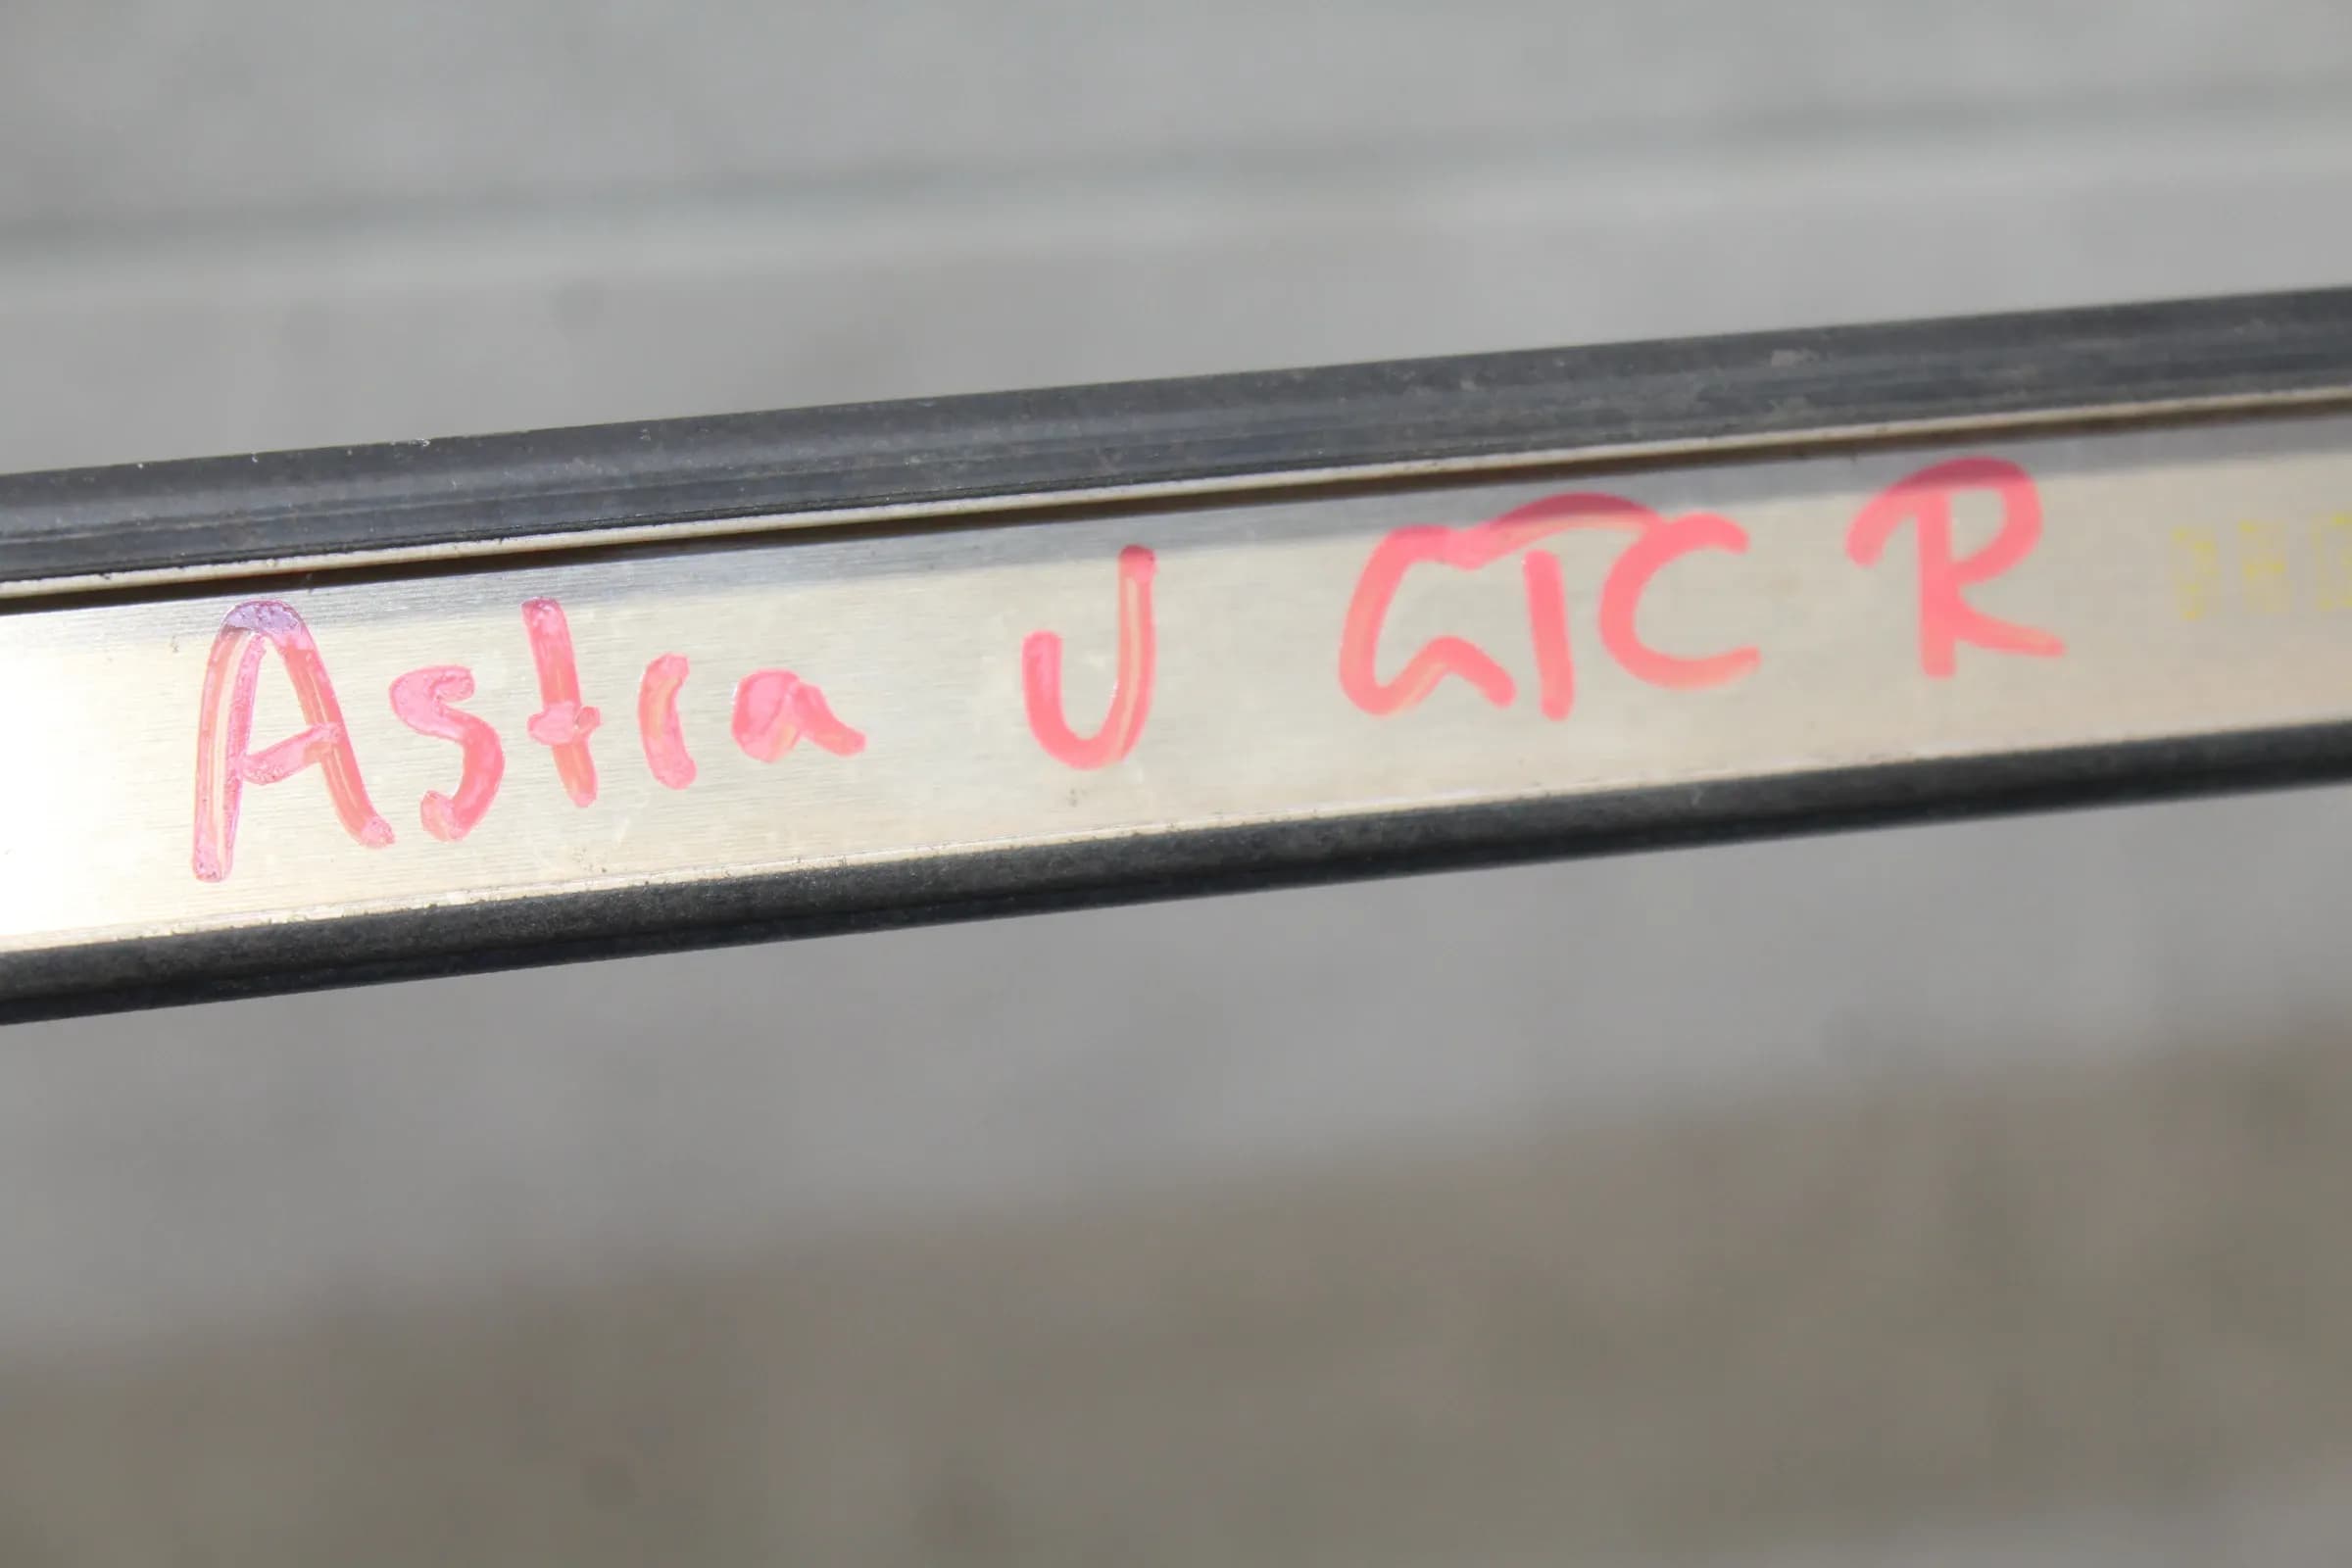 Astra J GTC R